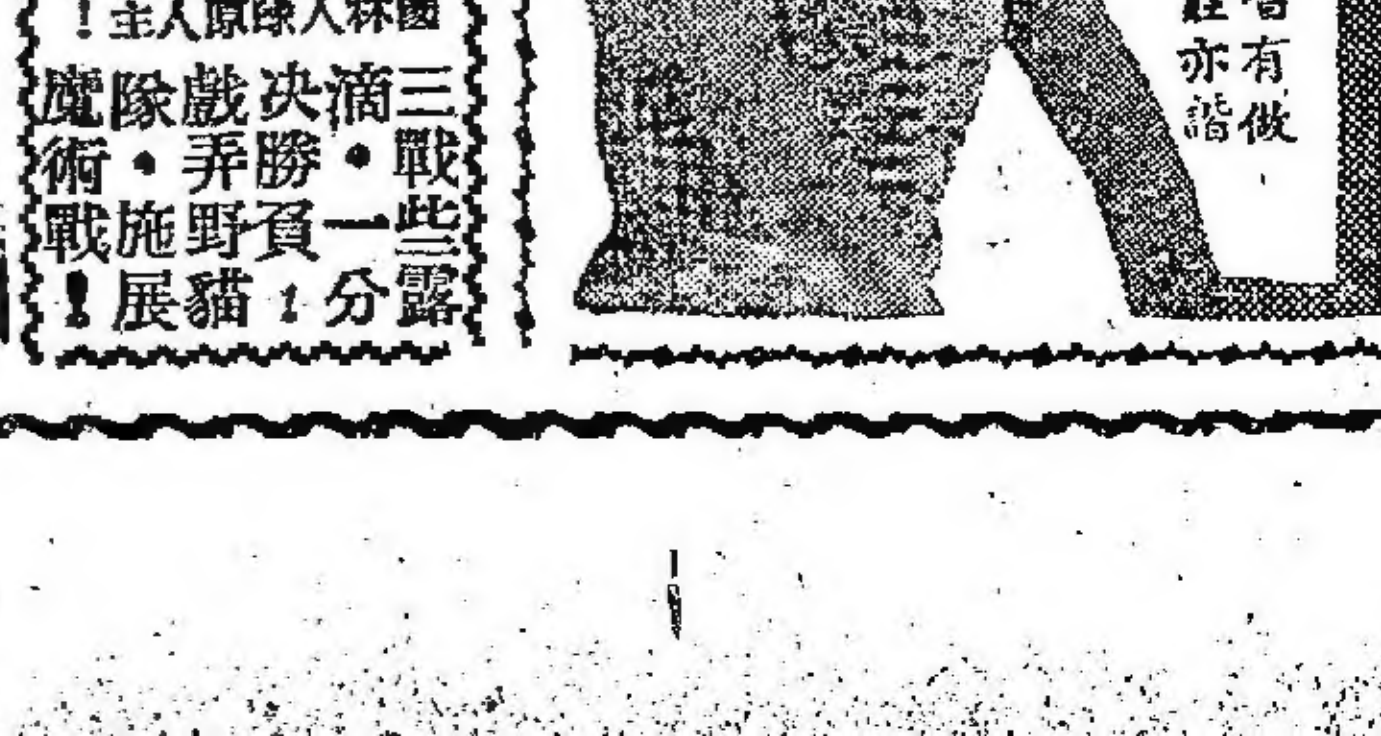 有做
亦諧
三戰些露
滴・一分
决勝負！
戲弄野貓
隊・施展
魔術戰！